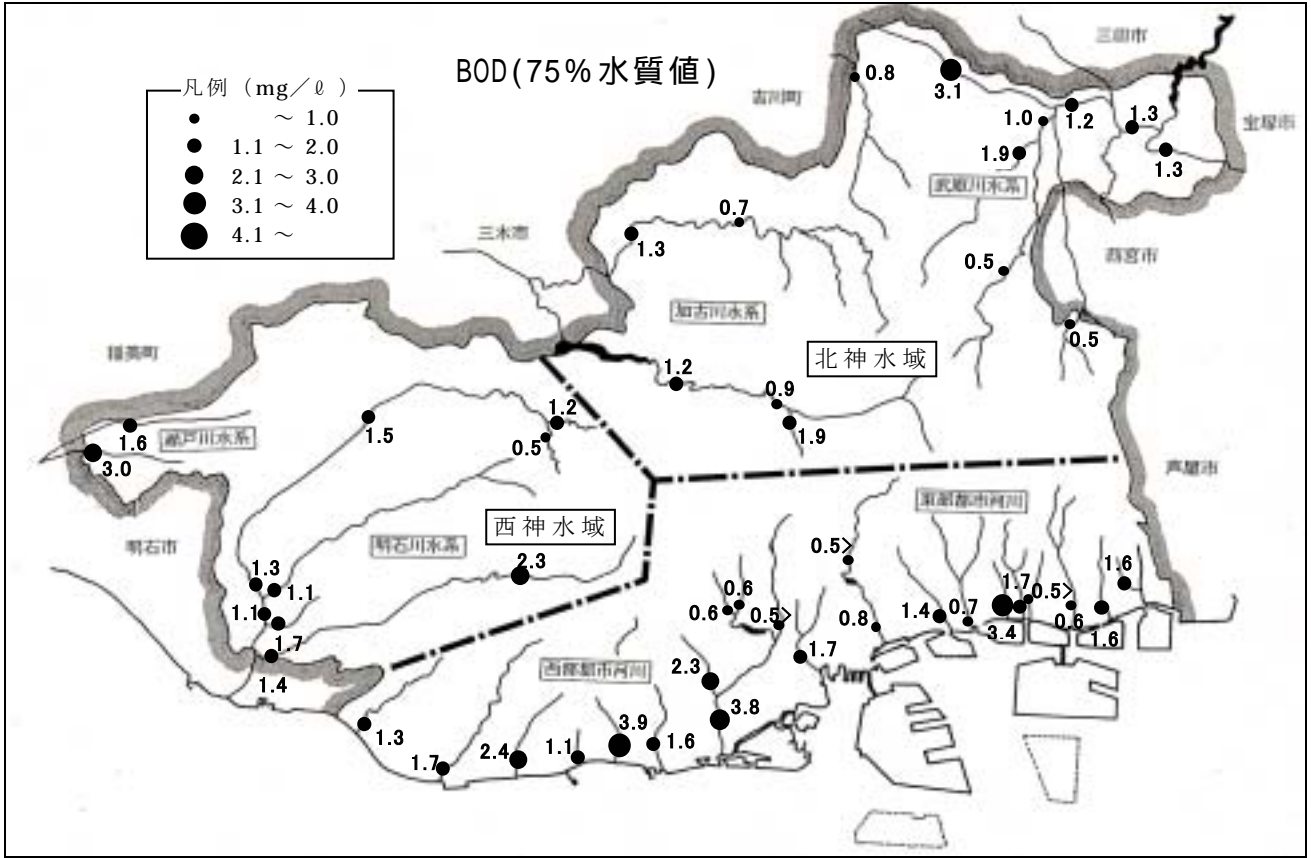 BOD(75%水質値)
凡例 (mg/ℓ)
～ 1.0
1.1 ～ 2.0
2.1 ～ 3.0
3.1 ～ 4.0
4.1 ～
三田市
吉川町
宝塚市
0.8
3.1
1.0
1.2
1.3
1.9
1.3
武庫川水系
三木市
0.7
1.3
西宮市
0.5
加古川水系
0.5
稲美町
北神水域
1.2
0.9
1.9
1.6
瀬戸川水系
3.0
1.5
1.2
0.5
芦屋市
東部都市河川
明石市
明石川水系
西神水域
2.3
1.3
1.1
1.1
1.7
1.4
0.5>
0.6
0.6
0.5>
0.8
1.4
0.7
3.4
1.7
0.5>
0.6
1.6
1.6
西部都市河川
2.3
1.7
3.8
1.3
1.7
2.4
1.1
3.9
1.6